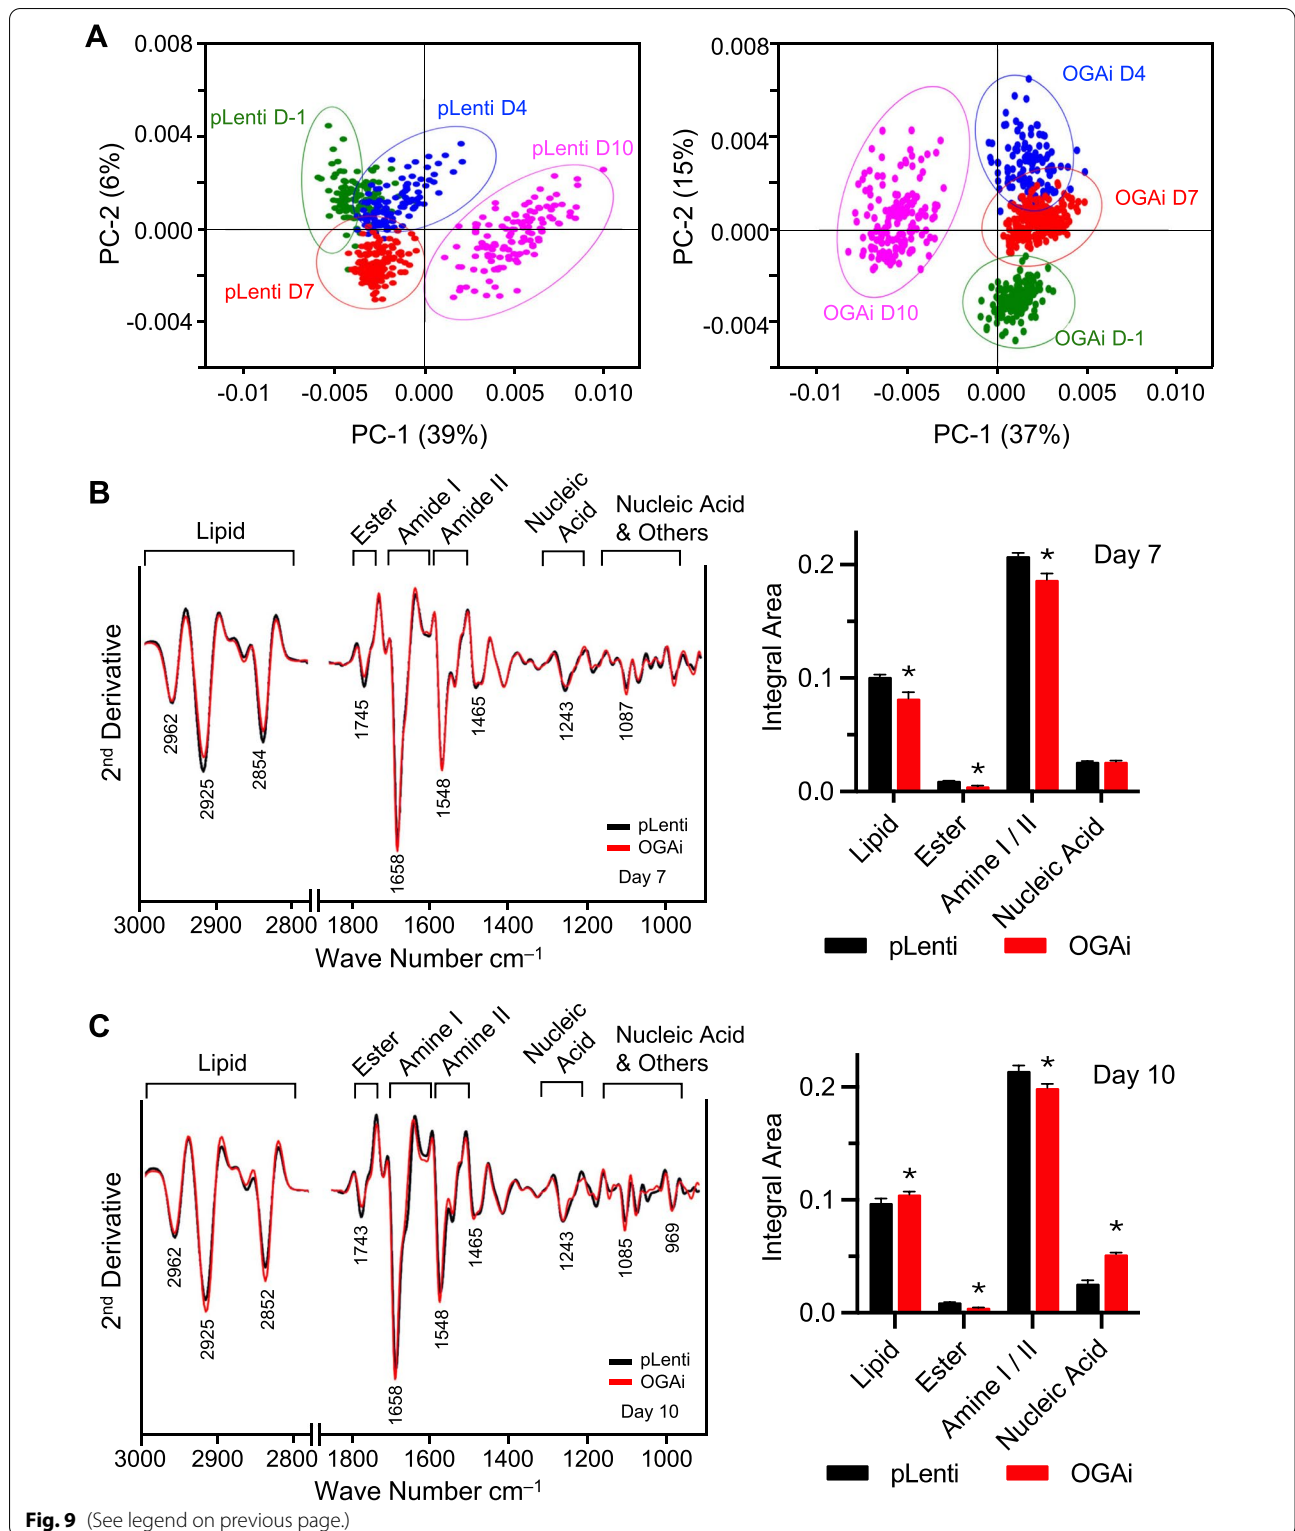 A
0.008
0.004
0.000
-0.004
PC-2 (6%)
pLenti D-1
pLenti D4
pLenti D10
pLenti D7
-0.01
-0.005
0.000
0.005
0.010
PC-1 (39%)
0.008
0.004
0.000
-0.004
PC-2 (15%)
OGAi D4
OGAi D7
OGAi D10
OGAi D-1
-0.01
-0.005
0.000
0.005
0.010
PC-1 (37%)
B
Lipid
Ester
Amide I
Amide II
Nucleic
Acid
Nucleic Acid
& Others
2nd Derivative
2962
2925
2854
1745
1658
1548
1465
1243
1087
pLenti
OGAi
Day 7
3000
2900
2800
1800
1600
1400
1200
1000
Wave Number cm–1
Day 7
Integral Area
0.2
0.1
0.0
*
*
*
Lipid
Ester
Amine I / II
Nucleic Acid
pLenti
OGAi
C
Lipid
Ester
Amine I
Amine II
Nucleic
Acid
Nucleic Acid
& Others
2nd Derivative
2962
2925
2852
1743
1658
1548
1465
1243
1085
969
pLenti
OGAi
Day 10
3000
2900
2800
1800
1600
1400
1200
1000
Wave Number cm–1
Day 10
Integral Area
0.2
0.1
0.0
*
*
*
*
Lipid
Ester
Amine I / II
Nucleic Acid
pLenti
OGAi
Fig. 9 (See legend on previous page.)